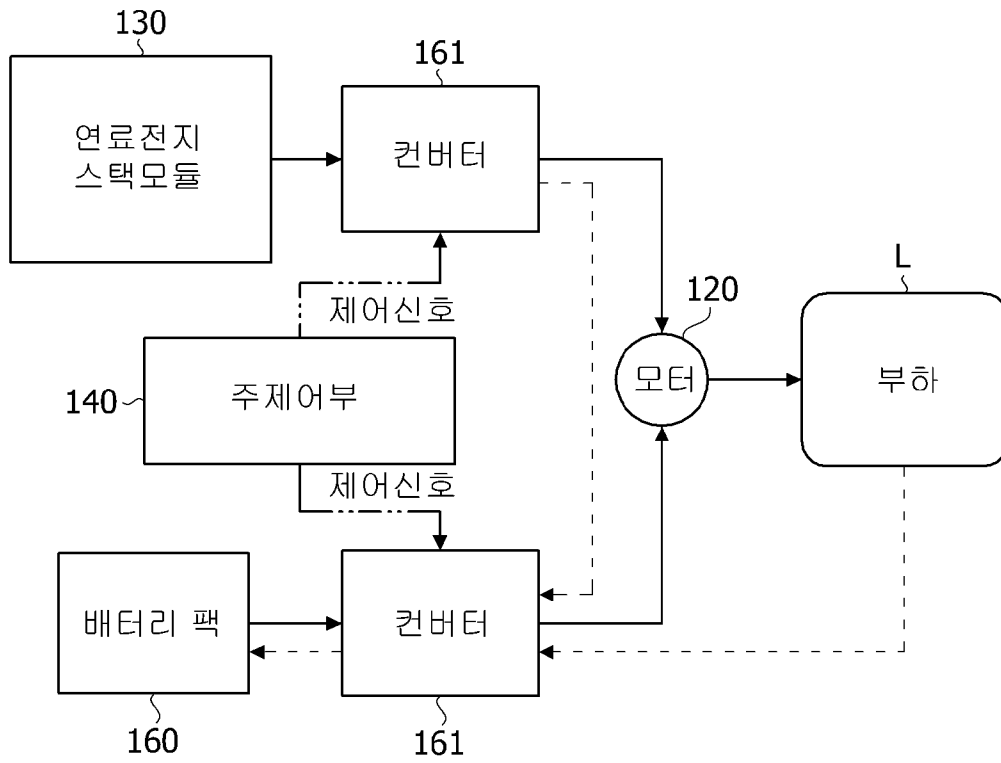 130
161
연료전지
스택모듈
컨버터
L
120
제어신호
모터
부하
140
주제어부
제어신호
배터리 팩
컨버터
160
161